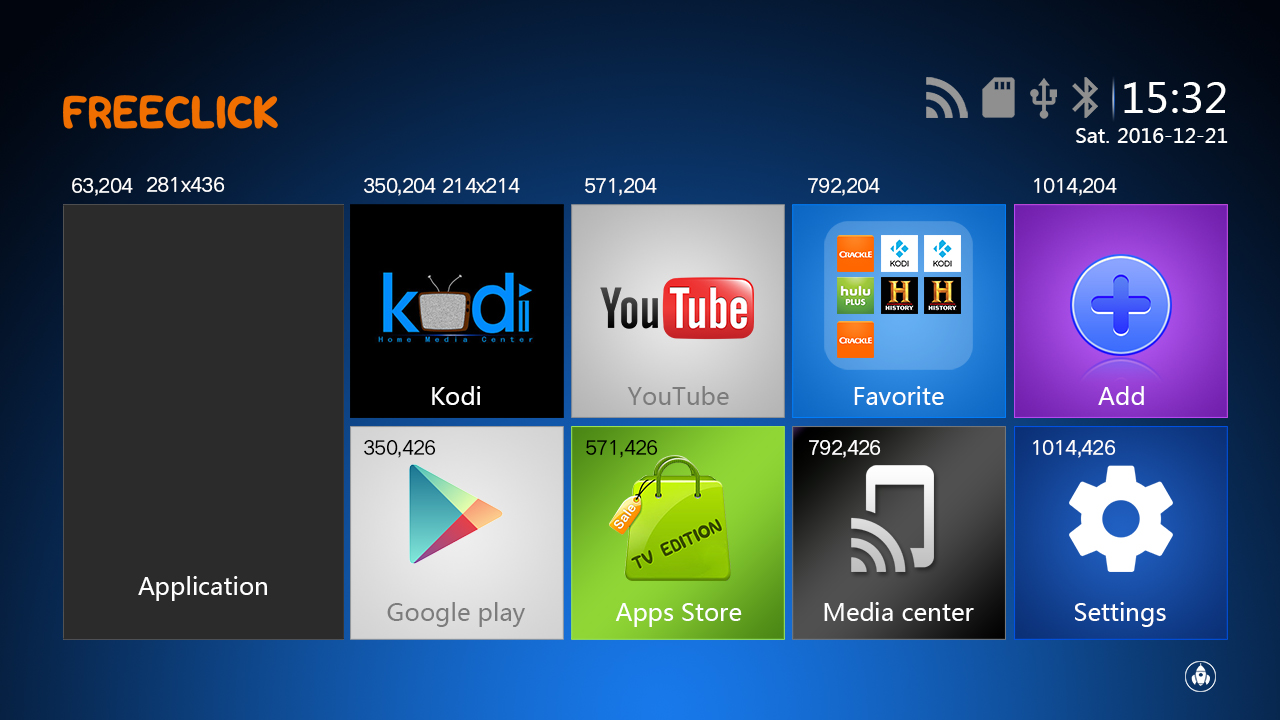 FREECLICK
15:32
Sat. 2016-12-21
63,204 281x436
350,204 214x214
571,204
792,204
1014,204
kodi
Home Media Center
Kodi
YouTube
YouTube
CRACKLE
KODI
KODI
hulu
PLUS
H
HISTORY
H
HISTORY
CRACKLE
Favorite
Add
Application
350,426
Google play
571,426
Sale
TV EDITION
Apps Store
792,426
Media center
1014,426
Settings